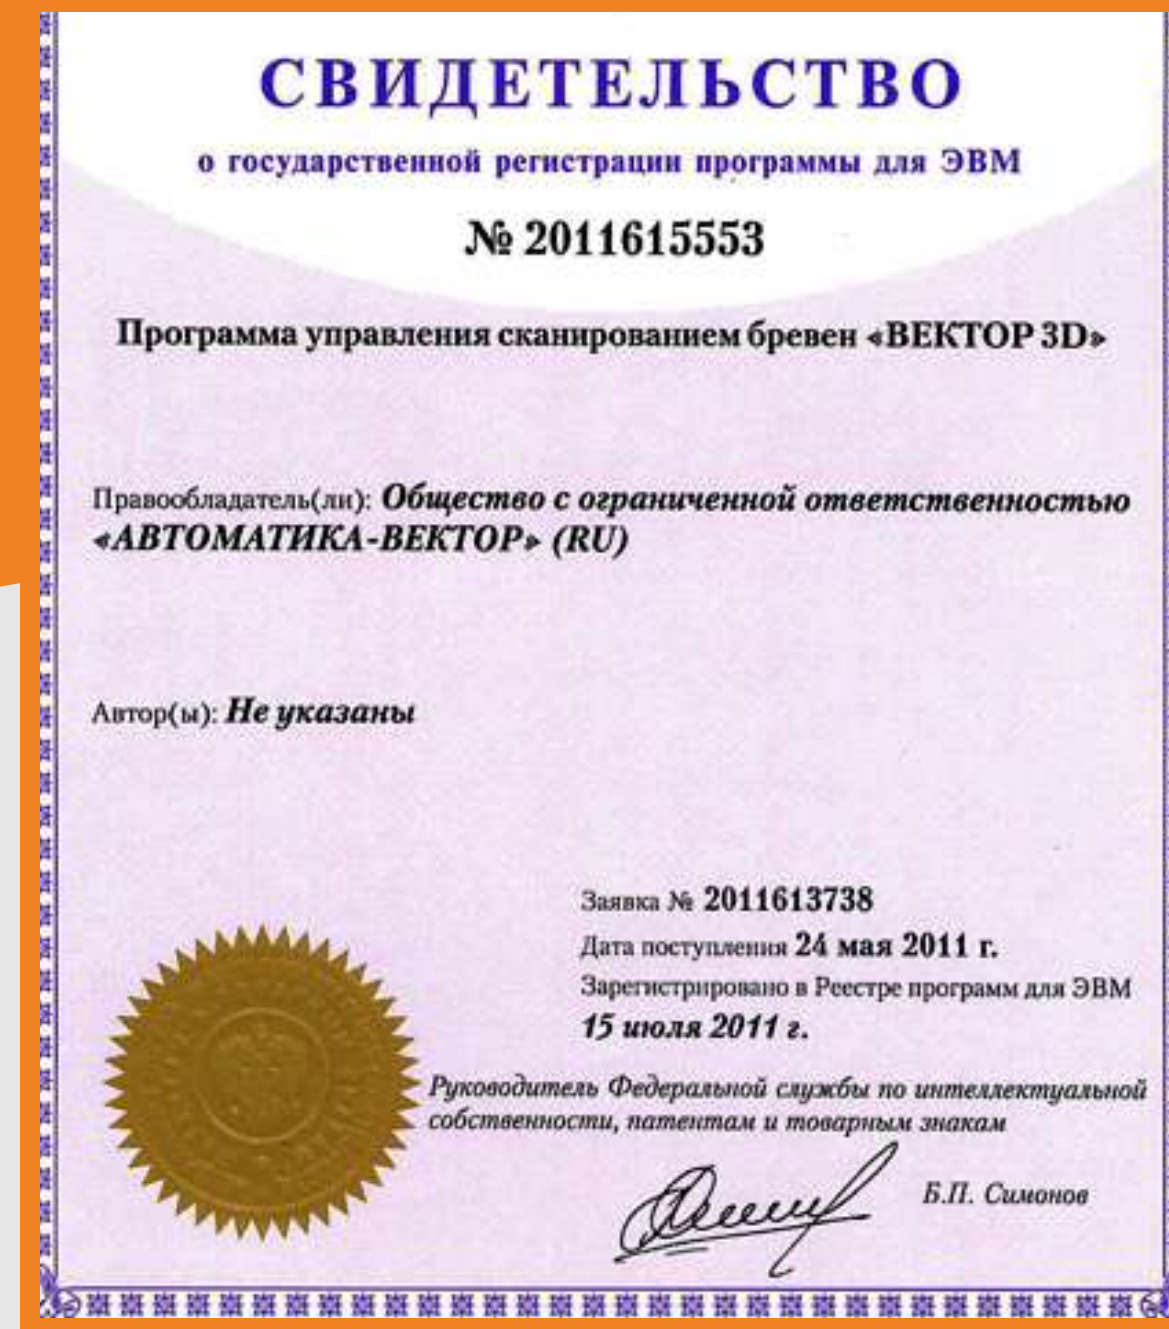 СВИДЕТЕЛЬСТВО
о государственной регистрации программы для ЭВМ
№ 2011615553
Программа управления сканированием бревен «ВЕКТОР 3D»
Правообладатель(ли): Общество с ограниченной ответственностью
«АВТОМАТИКА-ВЕКТОР» (RU)
Автор(ы): Не указаны
Заявка № 2011613738
Дата поступления 24 мая 2011 г.
Зарегистрировано в Реестре программ для ЭВМ
15 июля 2011 г.
Руководитель Федеральной службы по интеллектуальной
собственности, патентам и товарным знакам
Б.П. Симонов